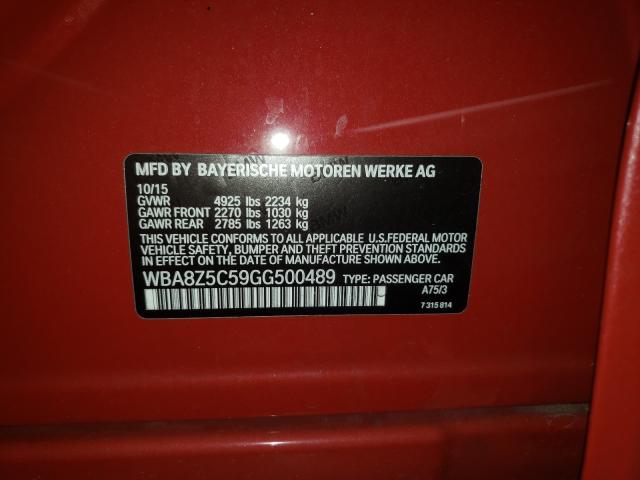 MFD BY BAYERISCHE MOTOREN WERKE AG
10/15
GVWR 4925 lbs 2234 kg
GAWR FRONT 2270 lbs 1030 kg
GAWR REAR 2785 lbs 1263 kg
THIS VEHICLE CONFORMS TO ALL APPLICABLE U.S.FEDERAL MOTOR
VEHICLE SAFETY, BUMPER AND THEFT PREVENTION STANDARDS
IN EFFECT ON THE DATE OF MANUFACTURE SHOWN ABOVE.
WBA8Z5C59GG500489 TYPE: PASSENGER CAR
A75/3
7 315 814